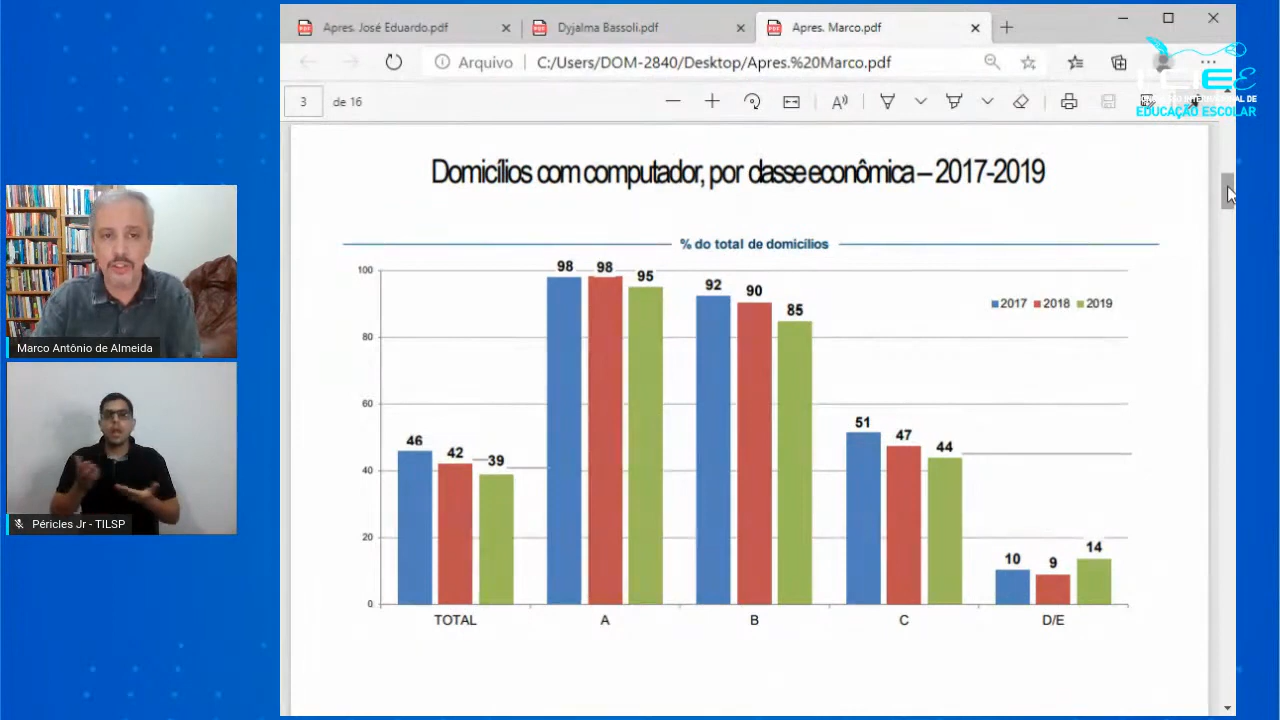 Apres. José Eduardo.pdf
Dyjalma Bassoli.pdf
Apres. Marco.pdf
Arquivo
C:/Users/DOM-2840/Desktop/Apres.%20Marco.pdf
3
de 16
EDUCAÇÃO ESCOLAR
Domicílios com computador, por classe econômica – 2017-2019
% do total de domicílios
2017 2018 2019
100
80
60
40
20
0
46 42 39
98 98 95
92 90 85
51 47 44
10 9 14
TOTAL A B C D/E
Marco Antônio de Almeida
Péricles Jr - TILSP